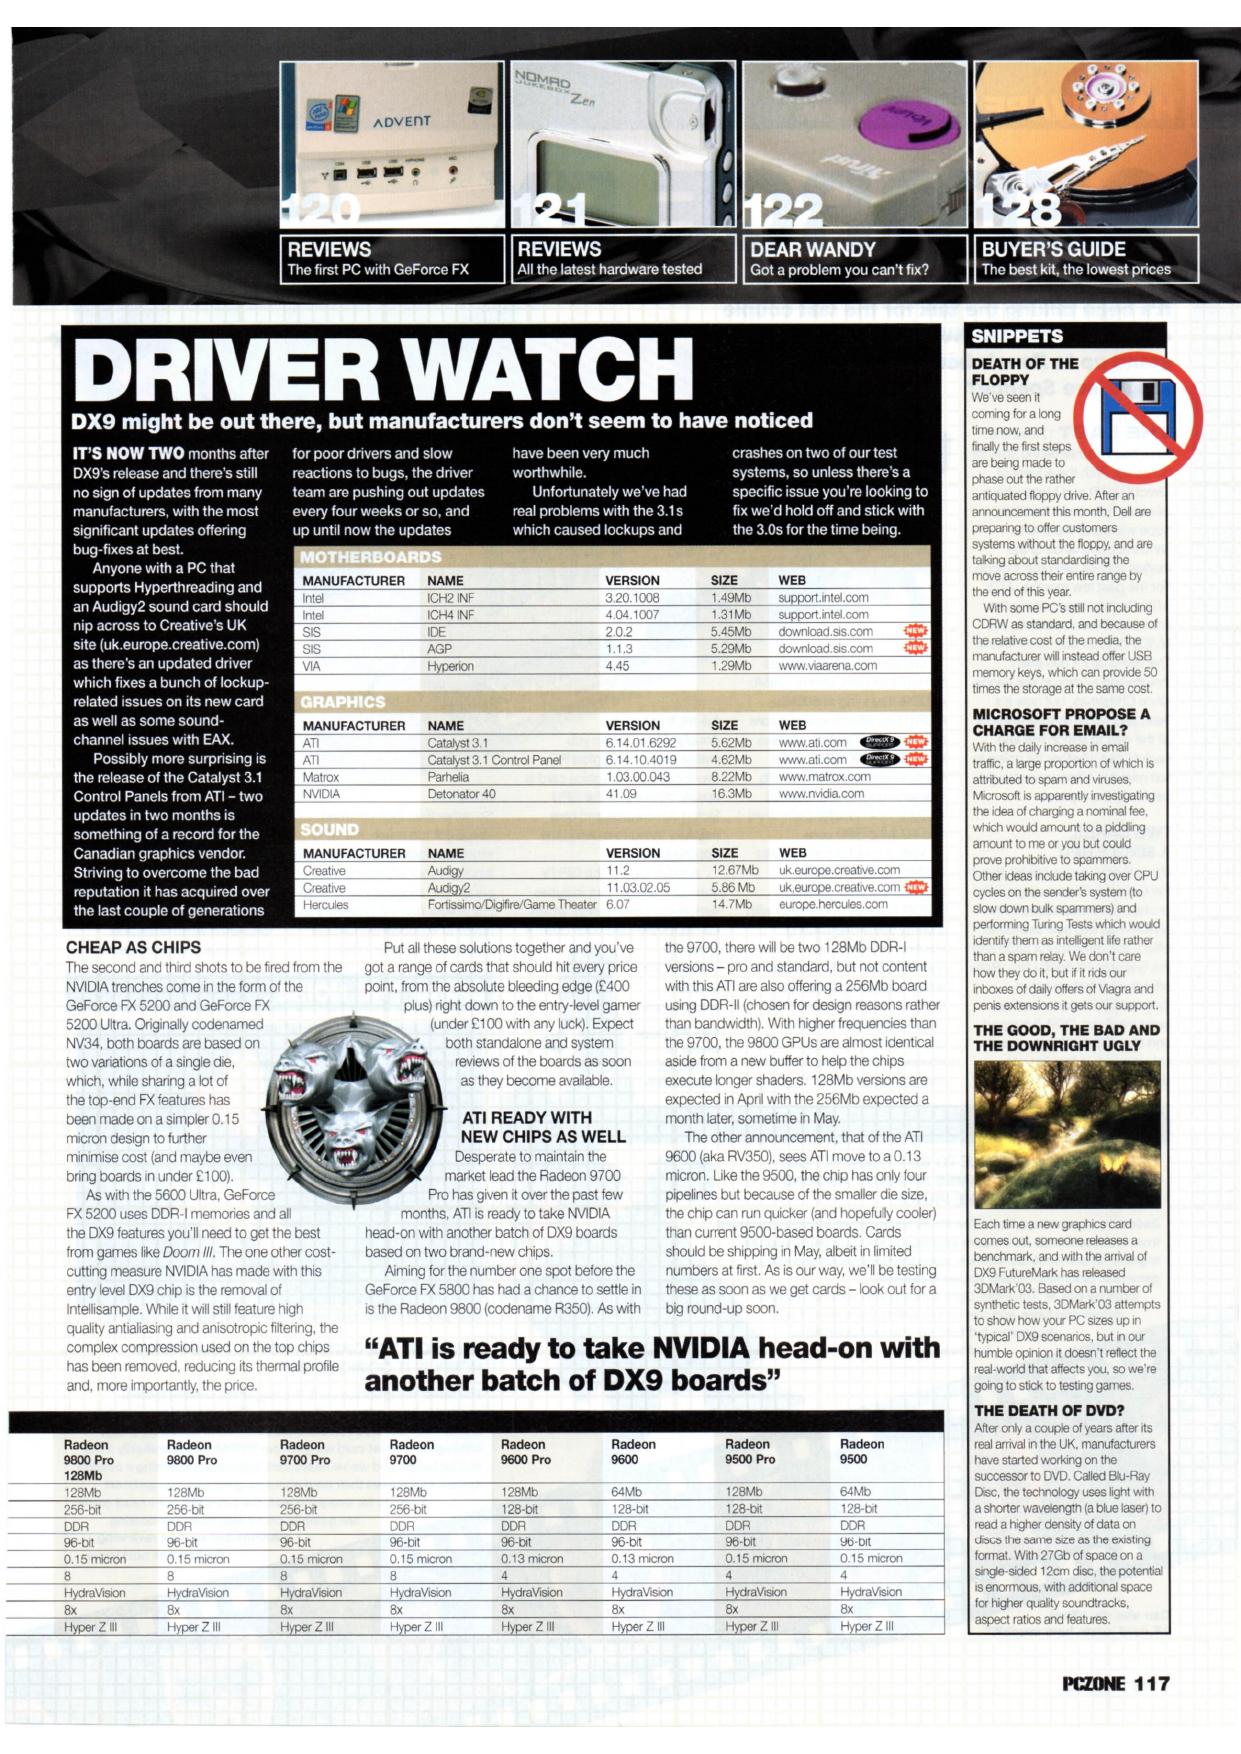 NOMAD
JUKEBOX Zen
ADVENT
Trust
120
121
122
128
REVIEWS
The first PC with GeForce FX
REVIEWS
All the latest hardware tested
DEAR WANDY
Got a problem you can't fix?
BUYER'S GUIDE
The best kit, the lowest prices
DRIVER WATCH
DX9 might be out there, but manufacturers don't seem to have noticed
IT'S NOW TWO months after
DX9's release and there's still
no sign of updates from many
manufacturers, with the most
significant updates offering
bug-fixes at best.
Anyone with a PC that
supports Hyperthreading and
an Audigy2 sound card should
nip across to Creative's UK
site (uk.europe.creative.com)
as there's an updated driver
which fixes a bunch of lockup-
related issues on its new card
as well as some sound-
channel issues with EAX.
Possibly more surprising is
the release of the Catalyst 3.1
Control Panels from ATI – two
updates in two months is
something of a record for the
Canadian graphics vendor.
Striving to overcome the bad
reputation it has acquired over
the last couple of generations
for poor drivers and slow
reactions to bugs, the driver
team are pushing out updates
every four weeks or so, and
up until now the updates
have been very much
worthwhile.
Unfortunately we've had
real problems with the 3.1s
which caused lockups and
crashes on two of our test
systems, so unless there's a
specific issue you're looking to
fix we'd hold off and stick with
the 3.0s for the time being.
MOTHERBOARDS
MANUFACTURER NAME VERSION SIZE WEB
Intel ICH2 INF 3.20.1008 1.49Mb support.intel.com
Intel ICH4 INF 4.04.1007 1.31Mb support.intel.com
SIS IDE 2.0.2 5.45Mb download.sis.com NEW
SIS AGP 1.1.3 5.29Mb download.sis.com NEW
VIA Hyperion 4.45 1.29Mb www.viaarena.com
GRAPHICS
MANUFACTURER NAME VERSION SIZE WEB
ATI Catalyst 3.1 6.14.01.6292 5.62Mb www.ati.com DirectX 9 SUPPORT NEW
ATI Catalyst 3.1 Control Panel 6.14.10.4019 4.62Mb www.ati.com DirectX 9 SUPPORT NEW
Matrox Parhelia 1.03.00.043 8.22Mb www.matrox.com
NVIDIA Detonator 40 41.09 16.3Mb www.nvidia.com
SOUND
MANUFACTURER NAME VERSION SIZE WEB
Creative Audigy 11.2 12.67Mb uk.europe.creative.com
Creative Audigy2 11.03.02.05 5.86 Mb uk.europe.creative.com NEW
Hercules Fortissimo/Digifire/Game Theater 6.07 14.7Mb europe.hercules.com
CHEAP AS CHIPS
The second and third shots to be fired from the
NVIDIA trenches come in the form of the
GeForce FX 5200 and GeForce FX
5200 Ultra. Originally codenamed
NV34, both boards are based on
two variations of a single die,
which, while sharing a lot of
the top-end FX features has
been made on a simpler 0.15
micron design to further
minimise cost (and maybe even
bring boards in under £100).
As with the 5600 Ultra, GeForce
FX 5200 uses DDR-I memories and all
the DX9 features you'll need to get the best
from games like Doom III. The one other cost-
cutting measure NVIDIA has made with this
entry level DX9 chip is the removal of
Intellisample. While it will still feature high
quality antialiasing and anisotropic filtering, the
complex compression used on the top chips
has been removed, reducing its thermal profile
and, more importantly, the price.
Put all these solutions together and you've
got a range of cards that should hit every price
point, from the absolute bleeding edge (£400
plus) right down to the entry-level gamer
(under £100 with any luck). Expect
both standalone and system
reviews of the boards as soon
as they become available.
ATI READY WITH
NEW CHIPS AS WELL
Desperate to maintain the
market lead the Radeon 9700
Pro has given it over the past few
months, ATI is ready to take NVIDIA
head-on with another batch of DX9 boards
based on two brand-new chips.
Aiming for the number one spot before the
GeForce FX 5800 has had a chance to settle in
is the Radeon 9800 (codename R350). As with
the 9700, there will be two 128Mb DDR-I
versions – pro and standard, but not content
with this ATI are also offering a 256Mb board
using DDR-II (chosen for design reasons rather
than bandwidth). With higher frequencies than
the 9700, the 9800 GPUs are almost identical
aside from a new buffer to help the chips
execute longer shaders. 128Mb versions are
expected in April with the 256Mb expected a
month later, sometime in May.
The other announcement, that of the ATI
9600 (aka RV350), sees ATI move to a 0.13
micron. Like the 9500, the chip has only four
pipelines but because of the smaller die size,
the chip can run quicker (and hopefully cooler)
than current 9500-based boards. Cards
should be shipping in May, albeit in limited
numbers at first. As is our way, we'll be testing
these as soon as we get cards – look out for a
big round-up soon.
“ATI is ready to take NVIDIA head-on with
another batch of DX9 boards”
Radeon 9800 Pro 128Mb Radeon 9800 Pro Radeon 9700 Pro Radeon 9700 Radeon 9600 Pro Radeon 9600 Radeon 9500 Pro Radeon 9500
128Mb 128Mb 128Mb 128Mb 128Mb 64Mb 128Mb 64Mb
256-bit 256-bit 256-bit 256-bit 128-bit 128-bit 128-bit 128-bit
DDR DDR DDR DDR DDR DDR DDR DDR
96-bit 96-bit 96-bit 96-bit 96-bit 96-bit 96-bit 96-bit
0.15 micron 0.15 micron 0.15 micron 0.15 micron 0.13 micron 0.13 micron 0.15 micron 0.15 micron
8 8 8 8 4 4 4 4
HydraVision HydraVision HydraVision HydraVision HydraVision HydraVision HydraVision HydraVision
8x 8x 8x 8x 8x 8x 8x 8x
Hyper Z III Hyper Z III Hyper Z III Hyper Z III Hyper Z III Hyper Z III Hyper Z III Hyper Z III
SNIPPETS
DEATH OF THE
FLOPPY
We've seen it
coming for a long
time now, and
finally the first steps
are being made to
phase out the rather
antiquated floppy drive. After an
announcement this month, Dell are
preparing to offer customers
systems without the floppy, and are
talking about standardising the
move across their entire range by
the end of this year.
With some PC's still not including
CDRW as standard, and because of
the relative cost of the media, the
manufacturer will instead offer USB
memory keys, which can provide 50
times the storage at the same cost.
MICROSOFT PROPOSE A
CHARGE FOR EMAIL?
With the daily increase in email
traffic, a large proportion of which is
attributed to spam and viruses,
Microsoft is apparently investigating
the idea of charging a nominal fee,
which would amount to a piddling
amount to me or you but could
prove prohibitive to spammers.
Other ideas include taking over CPU
cycles on the sender's system (to
slow down bulk spammers) and
performing Turing Tests which would
identify them as intelligent life rather
than a spam relay. We don't care
how they do it, but if it rids our
inboxes of daily offers of Viagra and
penis extensions it gets our support.
THE GOOD, THE BAD AND
THE DOWNRIGHT UGLY
Each time a new graphics card
comes out, someone releases a
benchmark, and with the arrival of
DX9 FutureMark has released
3DMark'03. Based on a number of
synthetic tests, 3DMark'03 attempts
to show how your PC sizes up in
'typical' DX9 scenarios, but in our
humble opinion it doesn't reflect the
real-world that affects you, so we're
going to stick to testing games.
THE DEATH OF DVD?
After only a couple of years after its
real arrival in the UK, manufacturers
have started working on the
successor to DVD. Called Blu-Ray
Disc, the technology uses light with
a shorter wavelength (a blue laser) to
read a higher density of data on
discs the same size as the existing
format. With 27Gb of space on a
single-sided 12cm disc, the potential
is enormous, with additional space
for higher quality soundtracks,
aspect ratios and features.
PCZONE 117